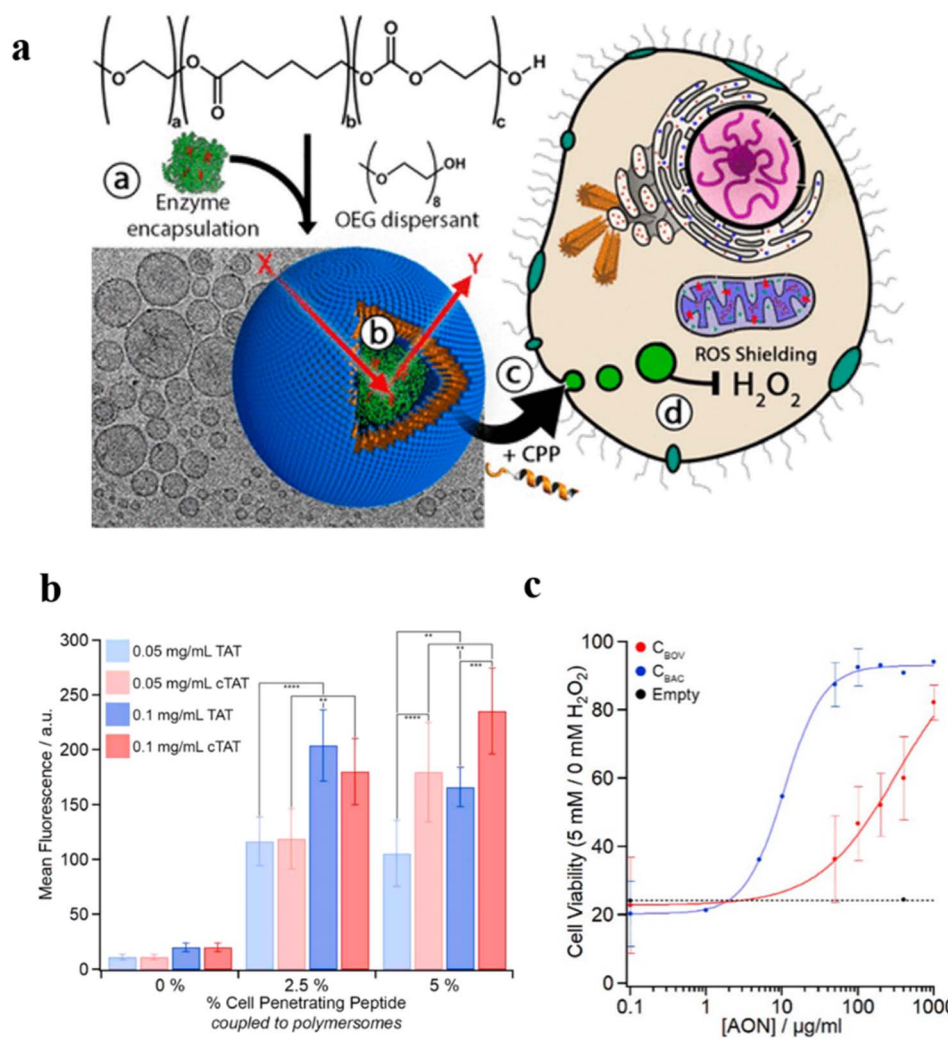 a
O
O
O
O
O
O
O
H
O
O
a
b
c
a
Enzyme
encapsulation
O
OH
8
OEG dispersant
X
Y
b
c
+ CPP
ROS Shielding
H₂O₂
d
b
300
250
200
150
100
50
0
Mean Fluorescence / a.u.
0.05 mg/mL TAT
0.05 mg/mL cTAT
0.1 mg/mL TAT
0.1 mg/mL cTAT
****
**
**
**
***
****
0 %
2.5 %
5 %
% Cell Penetrating Peptide
coupled to polymersomes
c
100
80
60
40
20
0
Cell Viability (5 mM / 0 mM H₂O₂)
C_BOV
C_BAC
Empty
0.1
1
10
100
1000
[AON] / µg/ml